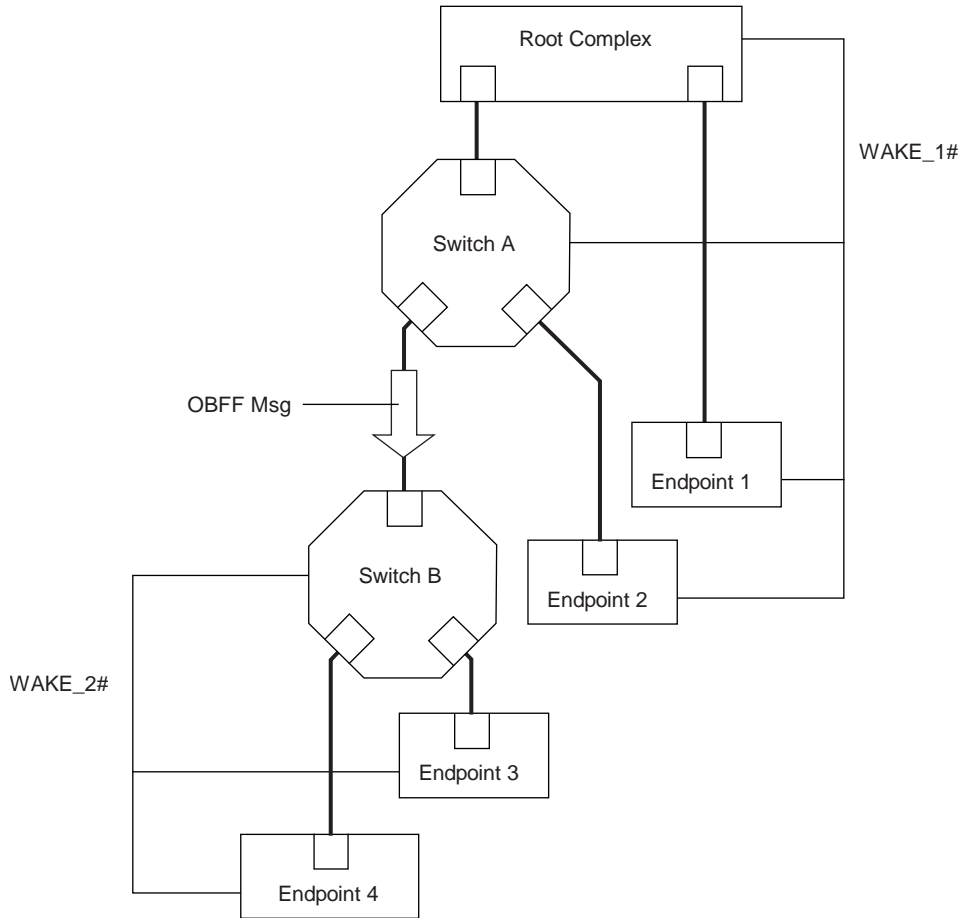 Root Complex
WAKE_1#
Switch A
OBFF Msg
Endpoint 1
Switch B
Endpoint 2
WAKE_2#
Endpoint 3
Endpoint 4